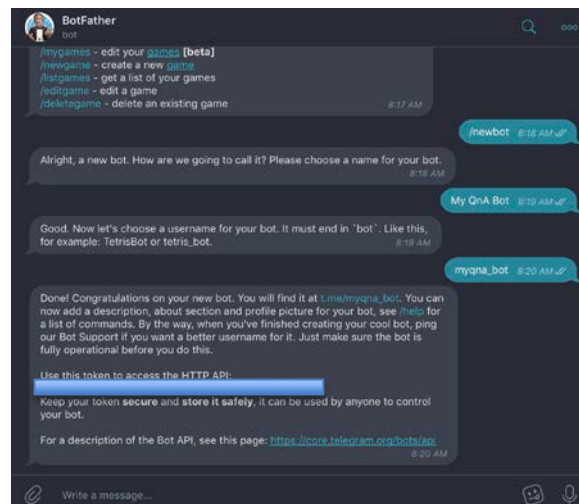 BotFather
bot
/mygames - edit your games [beta]
/newgame - create a new game
/listgames - get a list of your games
/editgame - edit a game
/deletegame - delete an existing game
8:17 AM
/newbot 8:18 AM
Alright, a new bot. How are we going to call it? Please choose a name for your bot.
8:18 AM
My QnA Bot 8:19 AM
Good. Now let's choose a username for your bot. It must end in `bot`. Like this,
for example: TetrisBot or tetris_bot.
8:19 AM
myqna_bot 8:20 AM
Done! Congratulations on your new bot. You will find it at t.me/myqna_bot. You can
now add a description, about section and profile picture for your bot, see /help for
a list of commands. By the way, when you've finished creating your cool bot, ping
our Bot Support if you want a better username for it. Just make sure the bot is
fully operational before you do this.
Use this token to access the HTTP API:
Keep your token secure and store it safely, it can be used by anyone to control
your bot.
For a description of the Bot API, see this page: https://core.telegram.org/bots/api
8:20 AM
Write a message...